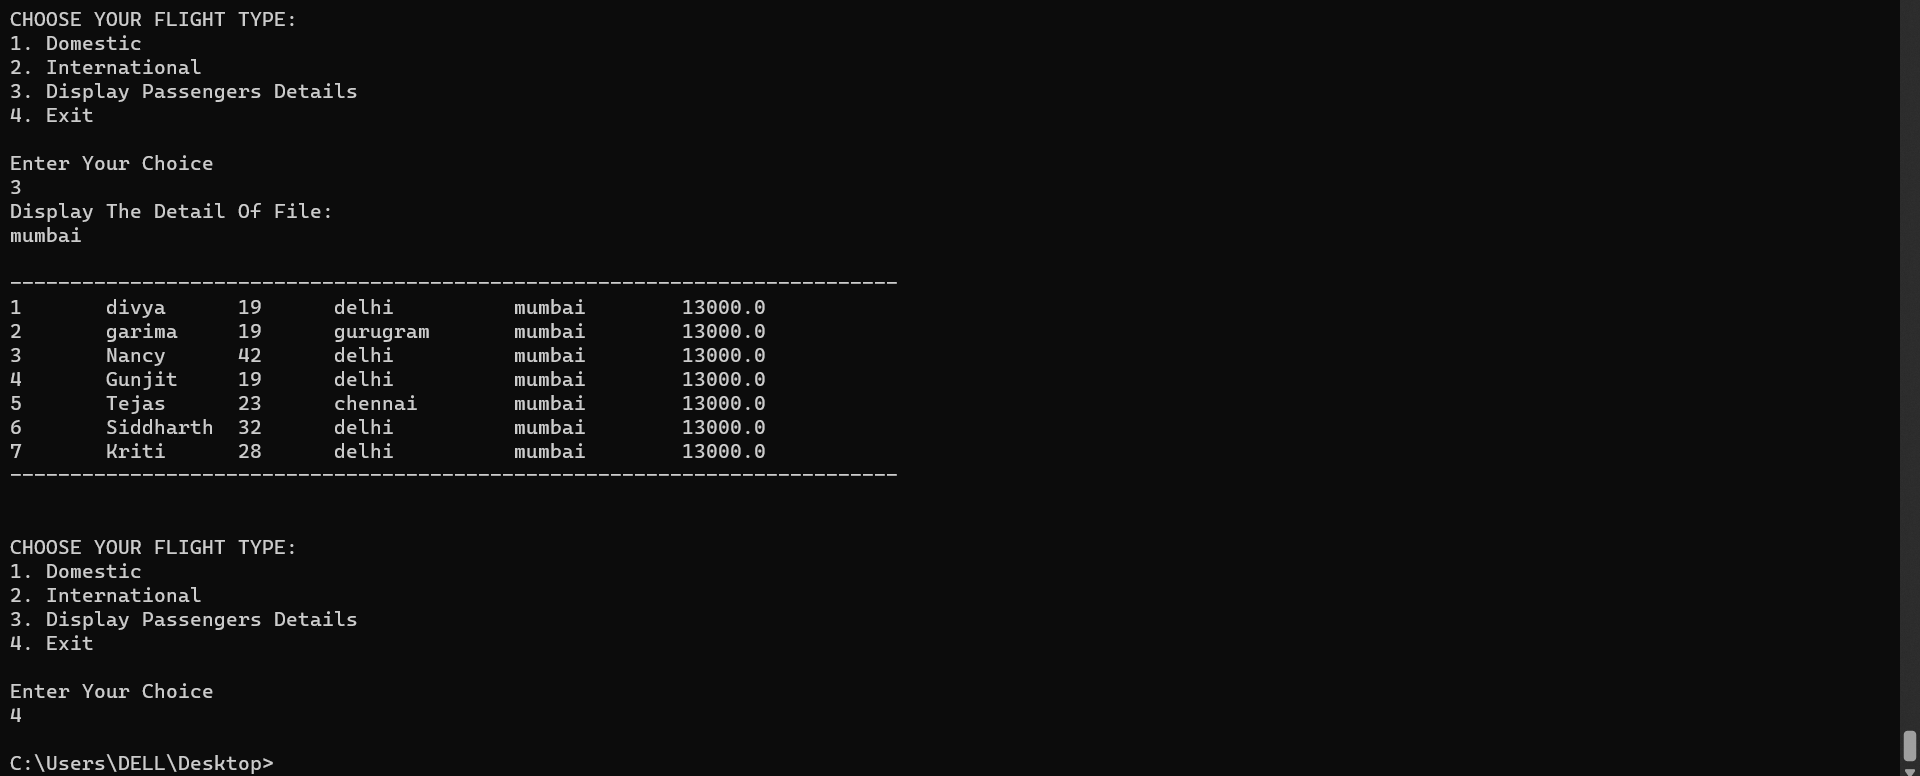 CHOOSE YOUR FLIGHT TYPE:
1. Domestic
2. International
3. Display Passengers Details
4. Exit
Enter Your Choice
3
Display The Detail Of File:
mumbai
--------------------------------------------------------------------------
1 divya 19 delhi mumbai 13000.0
2 garima 19 gurugram mumbai 13000.0
3 Nancy 42 delhi mumbai 13000.0
4 Gunjit 19 delhi mumbai 13000.0
5 Tejas 23 chennai mumbai 13000.0
6 Siddharth 32 delhi mumbai 13000.0
7 Kriti 28 delhi mumbai 13000.0
--------------------------------------------------------------------------
CHOOSE YOUR FLIGHT TYPE:
1. Domestic
2. International
3. Display Passengers Details
4. Exit
Enter Your Choice
4
C:\Users\DELL\Desktop>